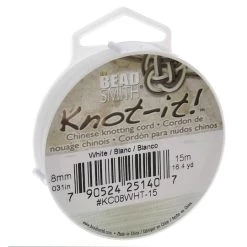 the
BEAD
SMITH
Knot-it!
Chinese knotting cord • Cordon de
nouage chinois • Cordón para nudos chinos
White / Blanc / Blanco
.8mm
.031in
15m
16.4 yd
7 90524 25140 7
#KC08WHT-15